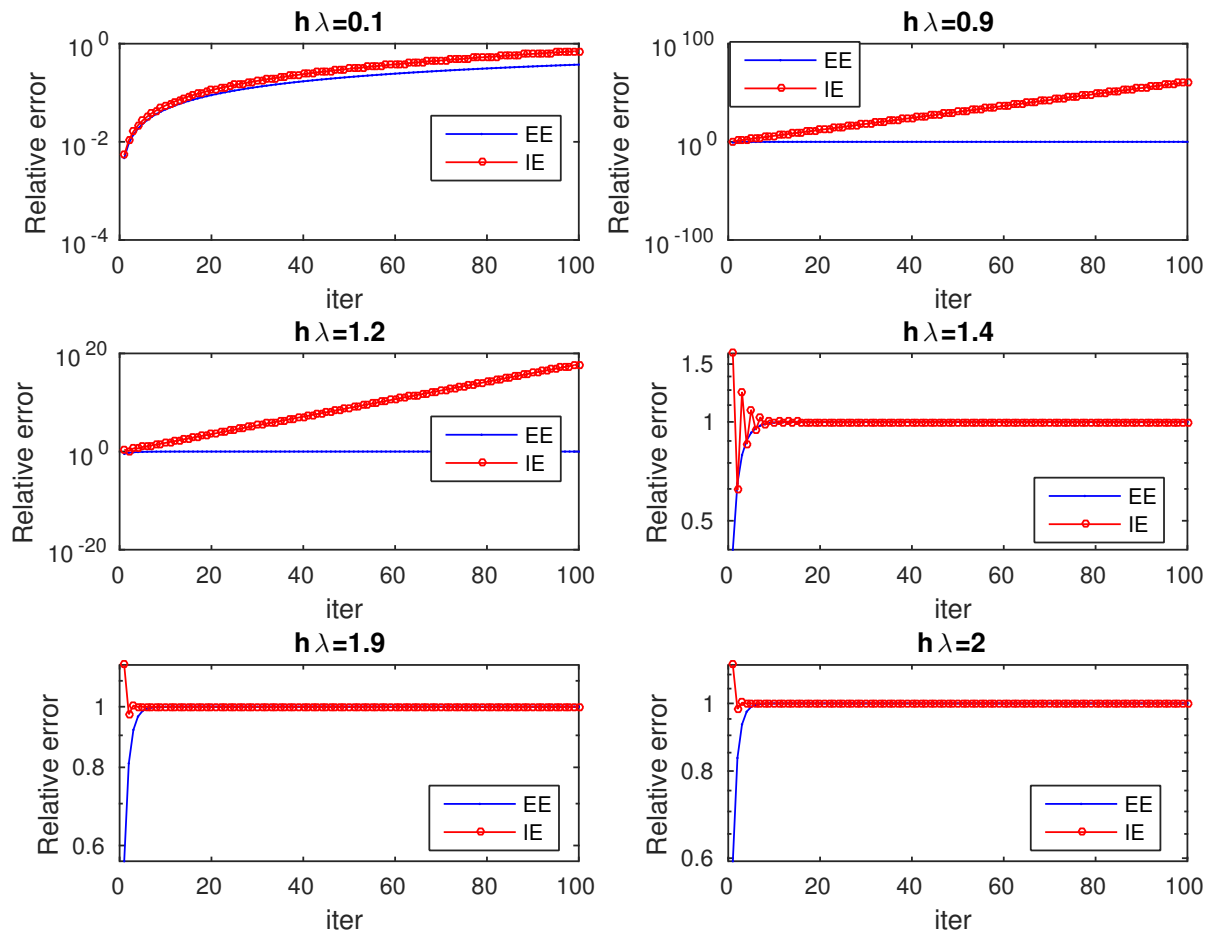 h λ=0.1
10^0
10^-2
10^-4
Relative error
EE
IE
0 20 40 60 80 100
iter
h λ=0.9
10^100
10^0
10^-100
Relative error
EE
IE
0 20 40 60 80 100
iter
h λ=1.2
10^20
10^0
10^-20
Relative error
EE
IE
0 20 40 60 80 100
iter
h λ=1.4
1.5
1
0.5
Relative error
EE
IE
0 20 40 60 80 100
iter
h λ=1.9
1
0.8
0.6
Relative error
EE
IE
0 20 40 60 80 100
iter
h λ=2
1
0.8
0.6
Relative error
EE
IE
0 20 40 60 80 100
iter